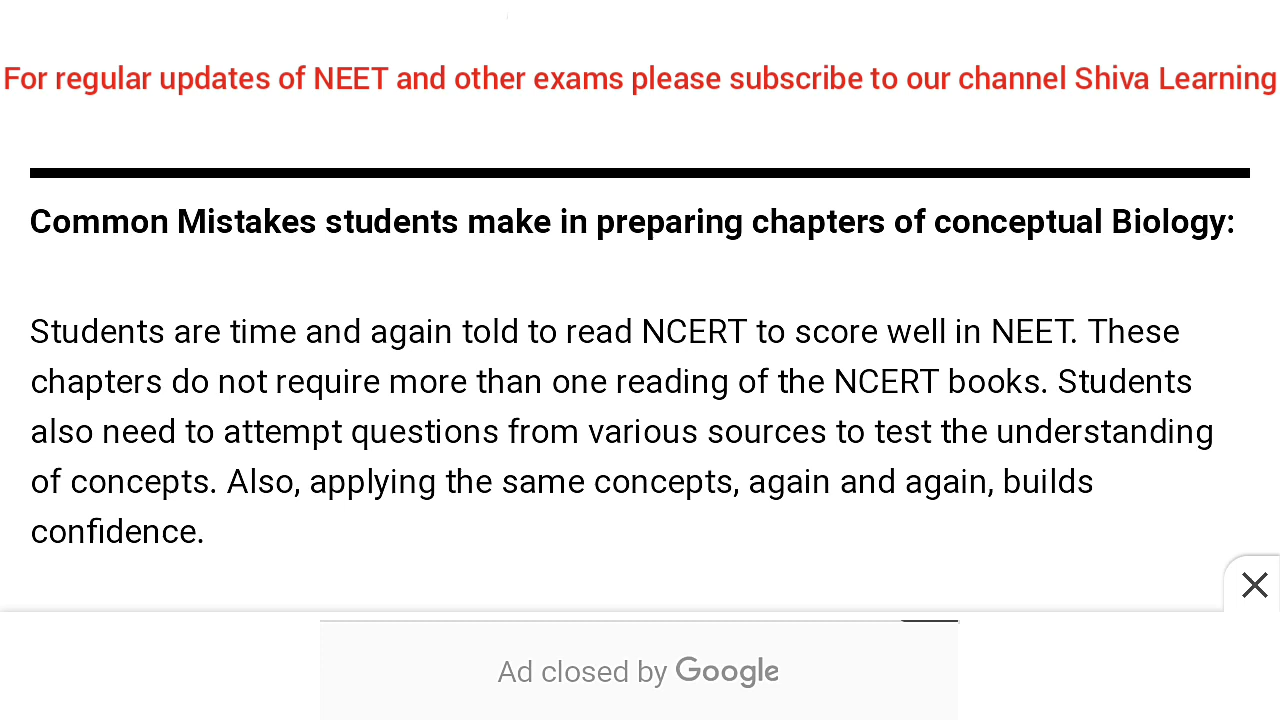 For regular updates of NEET and other exams please subscribe to our channel Shiva Learning
Common Mistakes students make in preparing chapters of conceptual Biology:
Students are time and again told to read NCERT to score well in NEET. These
chapters do not require more than one reading of the NCERT books. Students
also need to attempt questions from various sources to test the understanding
of concepts. Also, applying the same concepts, again and again, builds
confidence.
Ad closed by Google